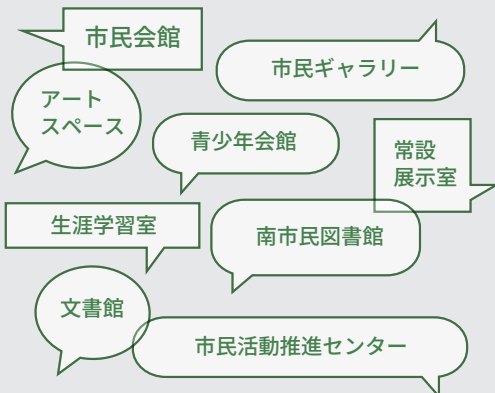 市民会館
市民ギャラリー
アート
スペース
青少年会館
常設
展示室
生涯学習室
南市民図書館
文書館
市民活動推進センター